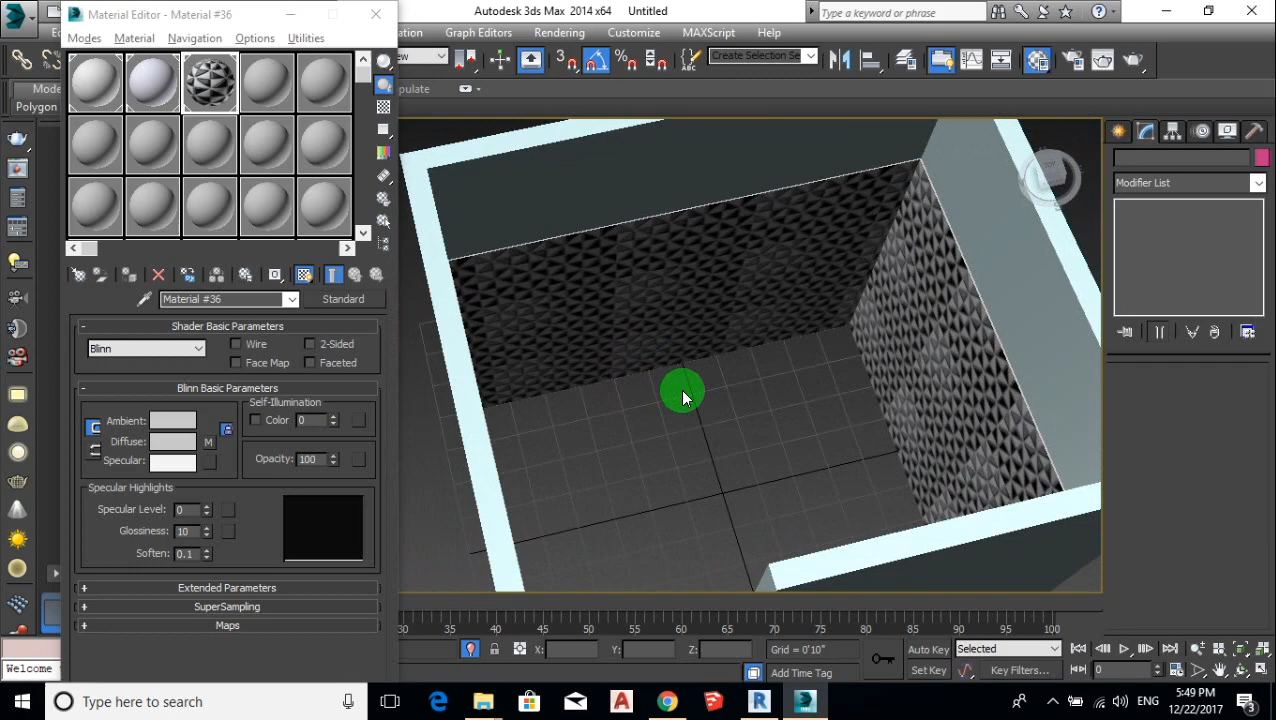 Material Editor - Material #36
Autodesk 3ds Max 2014 x64 Untitled
Type a keyword or phrase
Modes Material Navigation Options Utilities
Graph Editors Rendering Customize MAXScript Help
Create Selection Se
Polygon
Modifier List
Material #36
Standard
Shader Basic Parameters
Blinn
Wire
2-Sided
Face Map
Faceted
Blinn Basic Parameters
Self-Illumination
Ambient:
Color 0
Diffuse: M
Specular:
Opacity: 100
Specular Highlights
Specular Level: 0
Glossiness: 10
Soften: 0.1
Extended Parameters
SuperSampling
Maps
30 35 40 45 50 55 60 65 70 75 80 85 90 95 100
X: Y: Z: Grid = 0'10"
Auto Key Selected
Welcome
Add Time Tag
Set Key Key Filters... 0
Type here to search
ENG
5:49 PM
12/22/2017